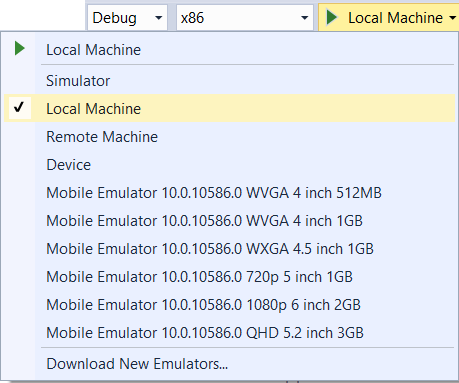 Debug x86 Local Machine
Local Machine
Simulator
Local Machine
Remote Machine
Device
Mobile Emulator 10.0.10586.0 WVGA 4 inch 512MB
Mobile Emulator 10.0.10586.0 WVGA 4 inch 1GB
Mobile Emulator 10.0.10586.0 WXGA 4.5 inch 1GB
Mobile Emulator 10.0.10586.0 720p 5 inch 1GB
Mobile Emulator 10.0.10586.0 1080p 6 inch 2GB
Mobile Emulator 10.0.10586.0 QHD 5.2 inch 3GB
Download New Emulators...